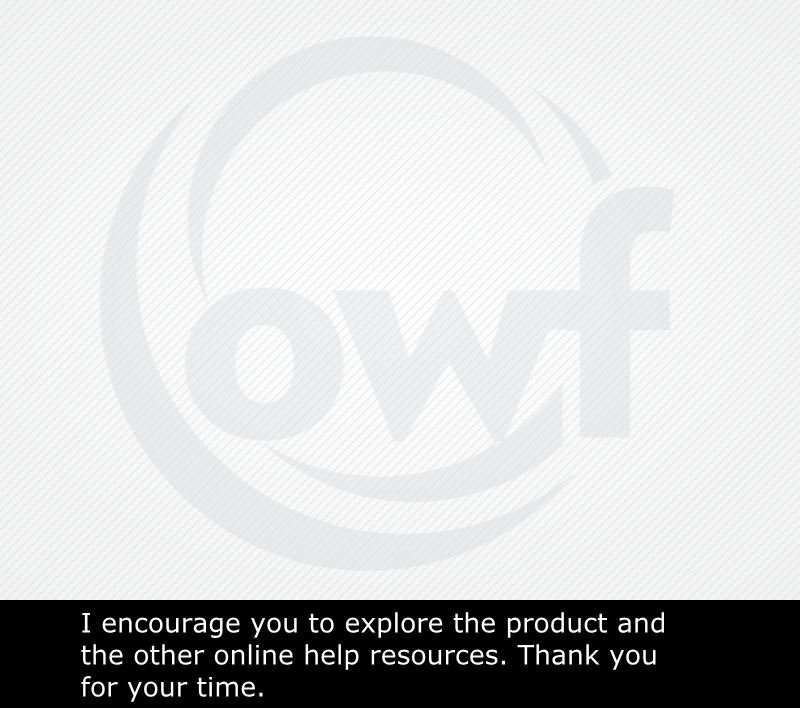 owf
I encourage you to explore the product and
the other online help resources. Thank you
for your time.